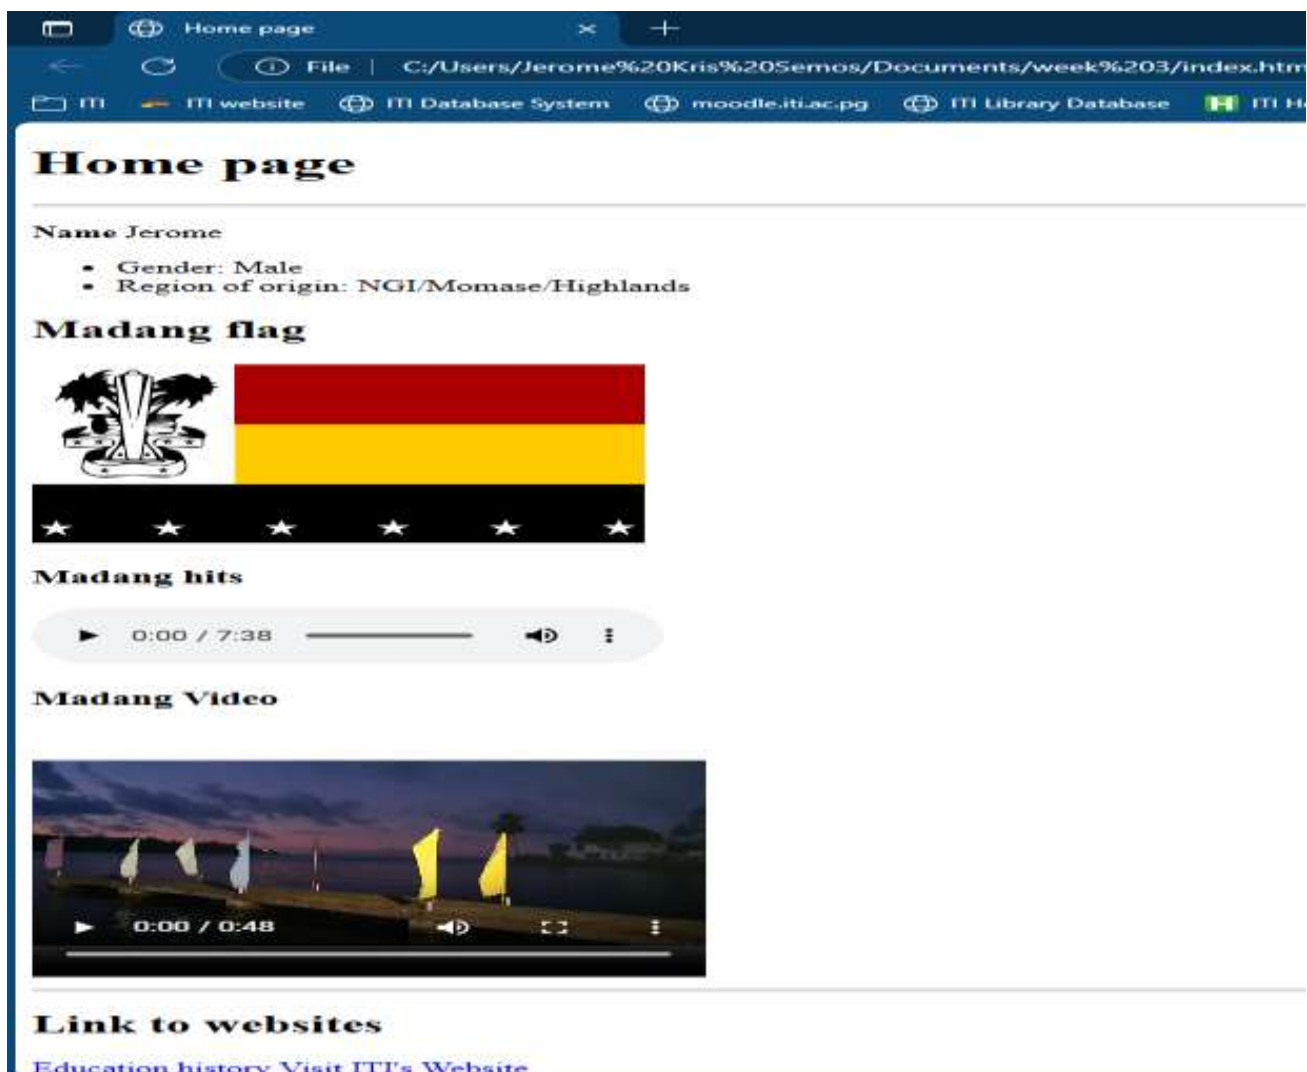 Home page
File | C:/Users/Jerome%20Kris%20Semos/Documents/week%203/index.htm
ITI ITI website ITI Database System moodle.iti.ac.pg ITI Library Database ITI
Home page
Name Jerome
• Gender: Male
• Region of origin: NGI/Momase/Highlands
Madang flag
Madang hits
0:00 / 7:38
Madang Video
0:00 / 0:48
Link to websites
Education history Visit ITI's Website